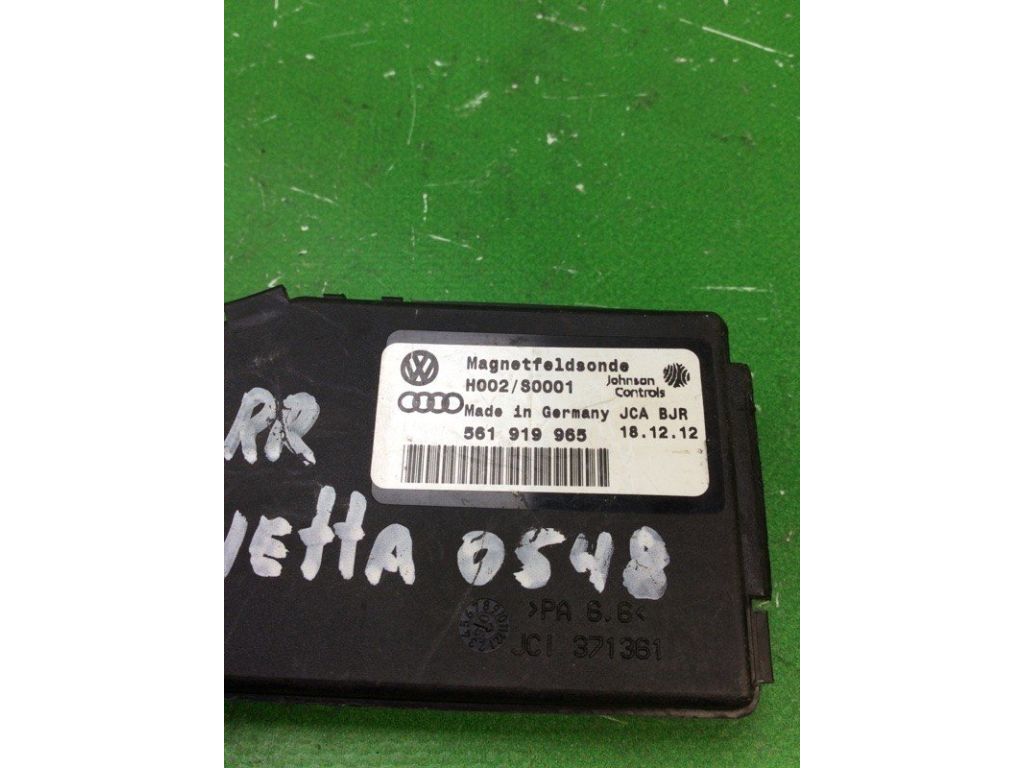 Magnetfeldsonde
H002/S0001
Johnson
Controls
Made in Germany JCA BJR
561 919 965 18.12.12
RR
JETTA 0548
>PA 6.6<
JCI 371361